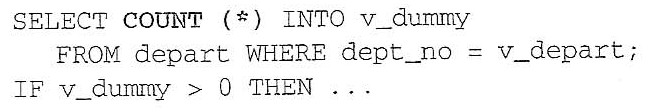 SELECT COUNT (*) INTO v_dummy
FROM depart WHERE dept_no = v_depart;
IF v_dummy > 0 THEN ...